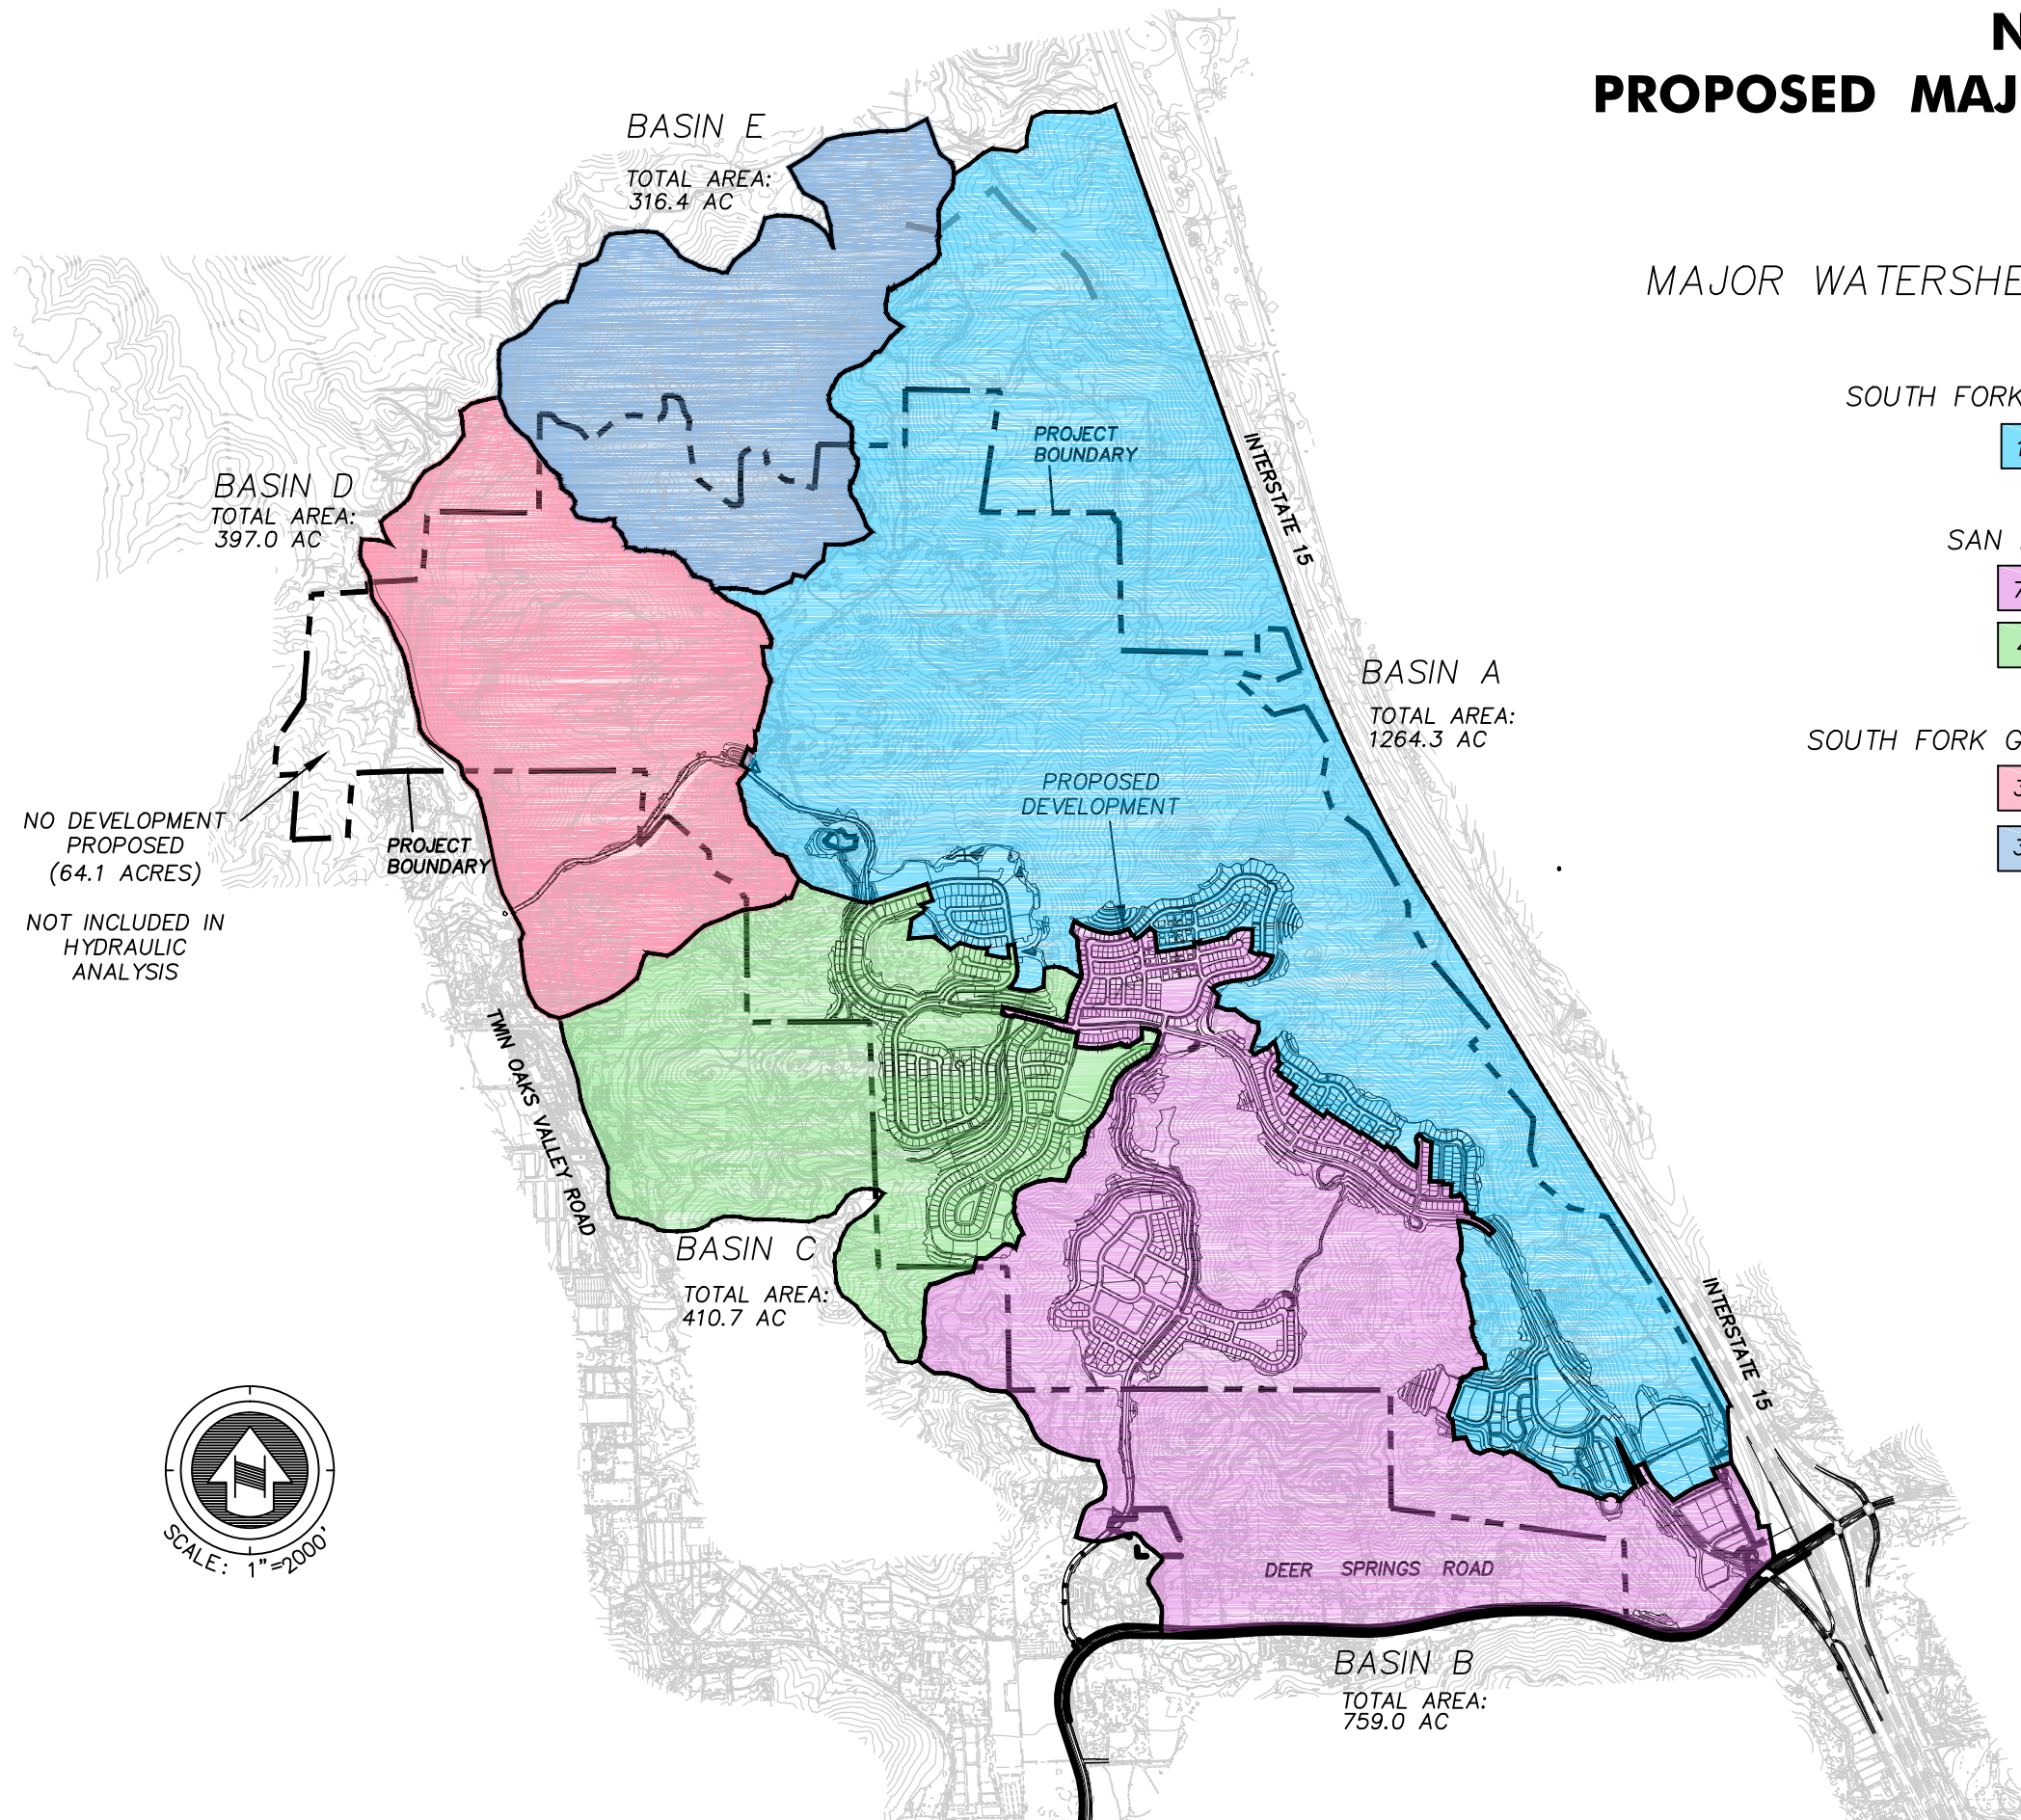 N
PROPOSED MAJ
MAJOR WATERSHE
SOUTH FORK
SAN
7
SOUTH FORK G
3
3
BASIN E
TOTAL AREA:
316.4 AC
BASIN D
TOTAL AREA:
397.0 AC
PROJECT
BOUNDARY
INTERSTATE 15
BASIN A
TOTAL AREA:
1264.3 AC
PROPOSED
DEVELOPMENT
NO DEVELOPMENT
PROPOSED
(64.1 ACRES)
NOT INCLUDED IN
HYDRAULIC
ANALYSIS
PROJECT
BOUNDARY
TWIN OAKS VALLEY ROAD
BASIN C
TOTAL AREA:
410.7 AC
INTERSTATE 15
N
SCALE: 1"=2000'
DEER SPRINGS ROAD
BASIN B
TOTAL AREA:
759.0 AC